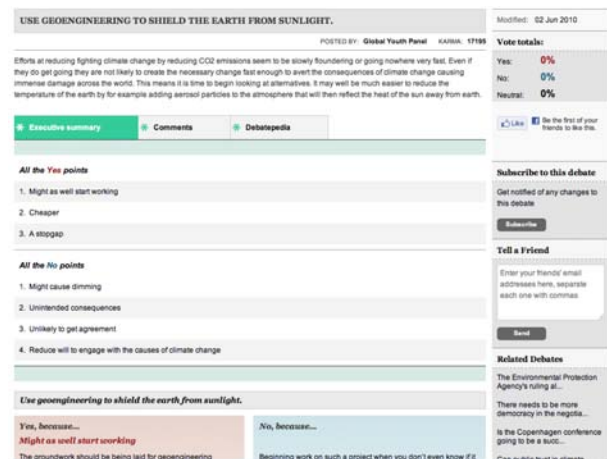 USE GEOENGINEERING TO SHIELD THE EARTH FROM SUNLIGHT.
POSTED BY: Global Youth Panel KARMA: 17195
Efforts at reducing fighting climate change by reducing CO2 emissions seem to be slowly floundering or going nowhere very fast. Even if
they do get going they are not likely to create the necessary change fast enough to avert the consequences of climate change causing
immense damage across the world. This means it is time to begin looking at alternatives. It may well be much easier to reduce the
temperature of the earth by for example adding aerosol particles to the atmosphere that will then reflect the heat of the sun away from earth.
Executive summary
Comments
Debatepedia
All the Yes points
1. Might as well start working
2. Cheaper
3. A stopgap
All the No points
1. Might cause dimming
2. Unintended consequences
3. Unlikely to get agreement
4. Reduce will to engage with the causes of climate change
Use geoengineering to shield the earth from sunlight.
Yes, because...
Might as well start working
The groundwork should be being laid for geoengineering
No, because...
Beginning work on such a project when you don't even know if it
Modified: 02 Jun 2010
Vote totals:
Yes: 0%
No: 0%
Neutral: 0%
Like
Be the first of your
friends to like this.
Subscribe to this debate
Get notified of any changes to
this debate
Subscribe
Tell a Friend
Enter your friends' email
addresses here, separate
each one with commas
Send
Related Debates
The Environmental Protection
Agency's ruling at...
There needs to be more
democracy in the negotia...
Is the Copenhagen conference
going to be a succ...